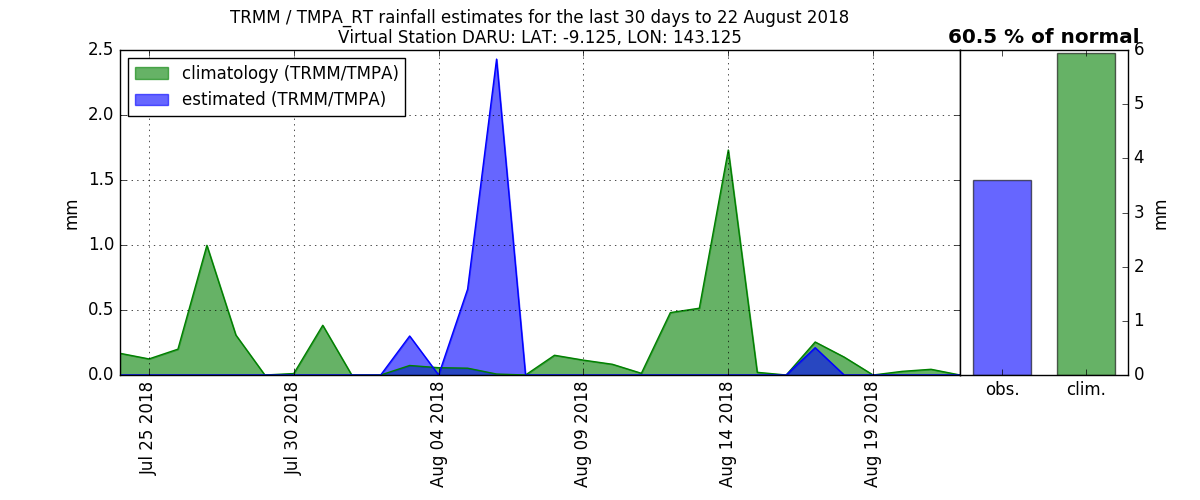 TRMM / TMPA_RT rainfall estimates for the last 30 days to 22 August 2018
Virtual Station DARU: LAT: -9.125, LON: 143.125
60.5 % of normal
climatology (TRMM/TMPA)
estimated (TRMM/TMPA)
2.5
2.0
1.5
1.0
0.5
0.0
mm
Jul 25 2018
Jul 30 2018
Aug 04 2018
Aug 09 2018
Aug 14 2018
Aug 19 2018
obs.
clim.
6
5
4
3
2
1
0
mm